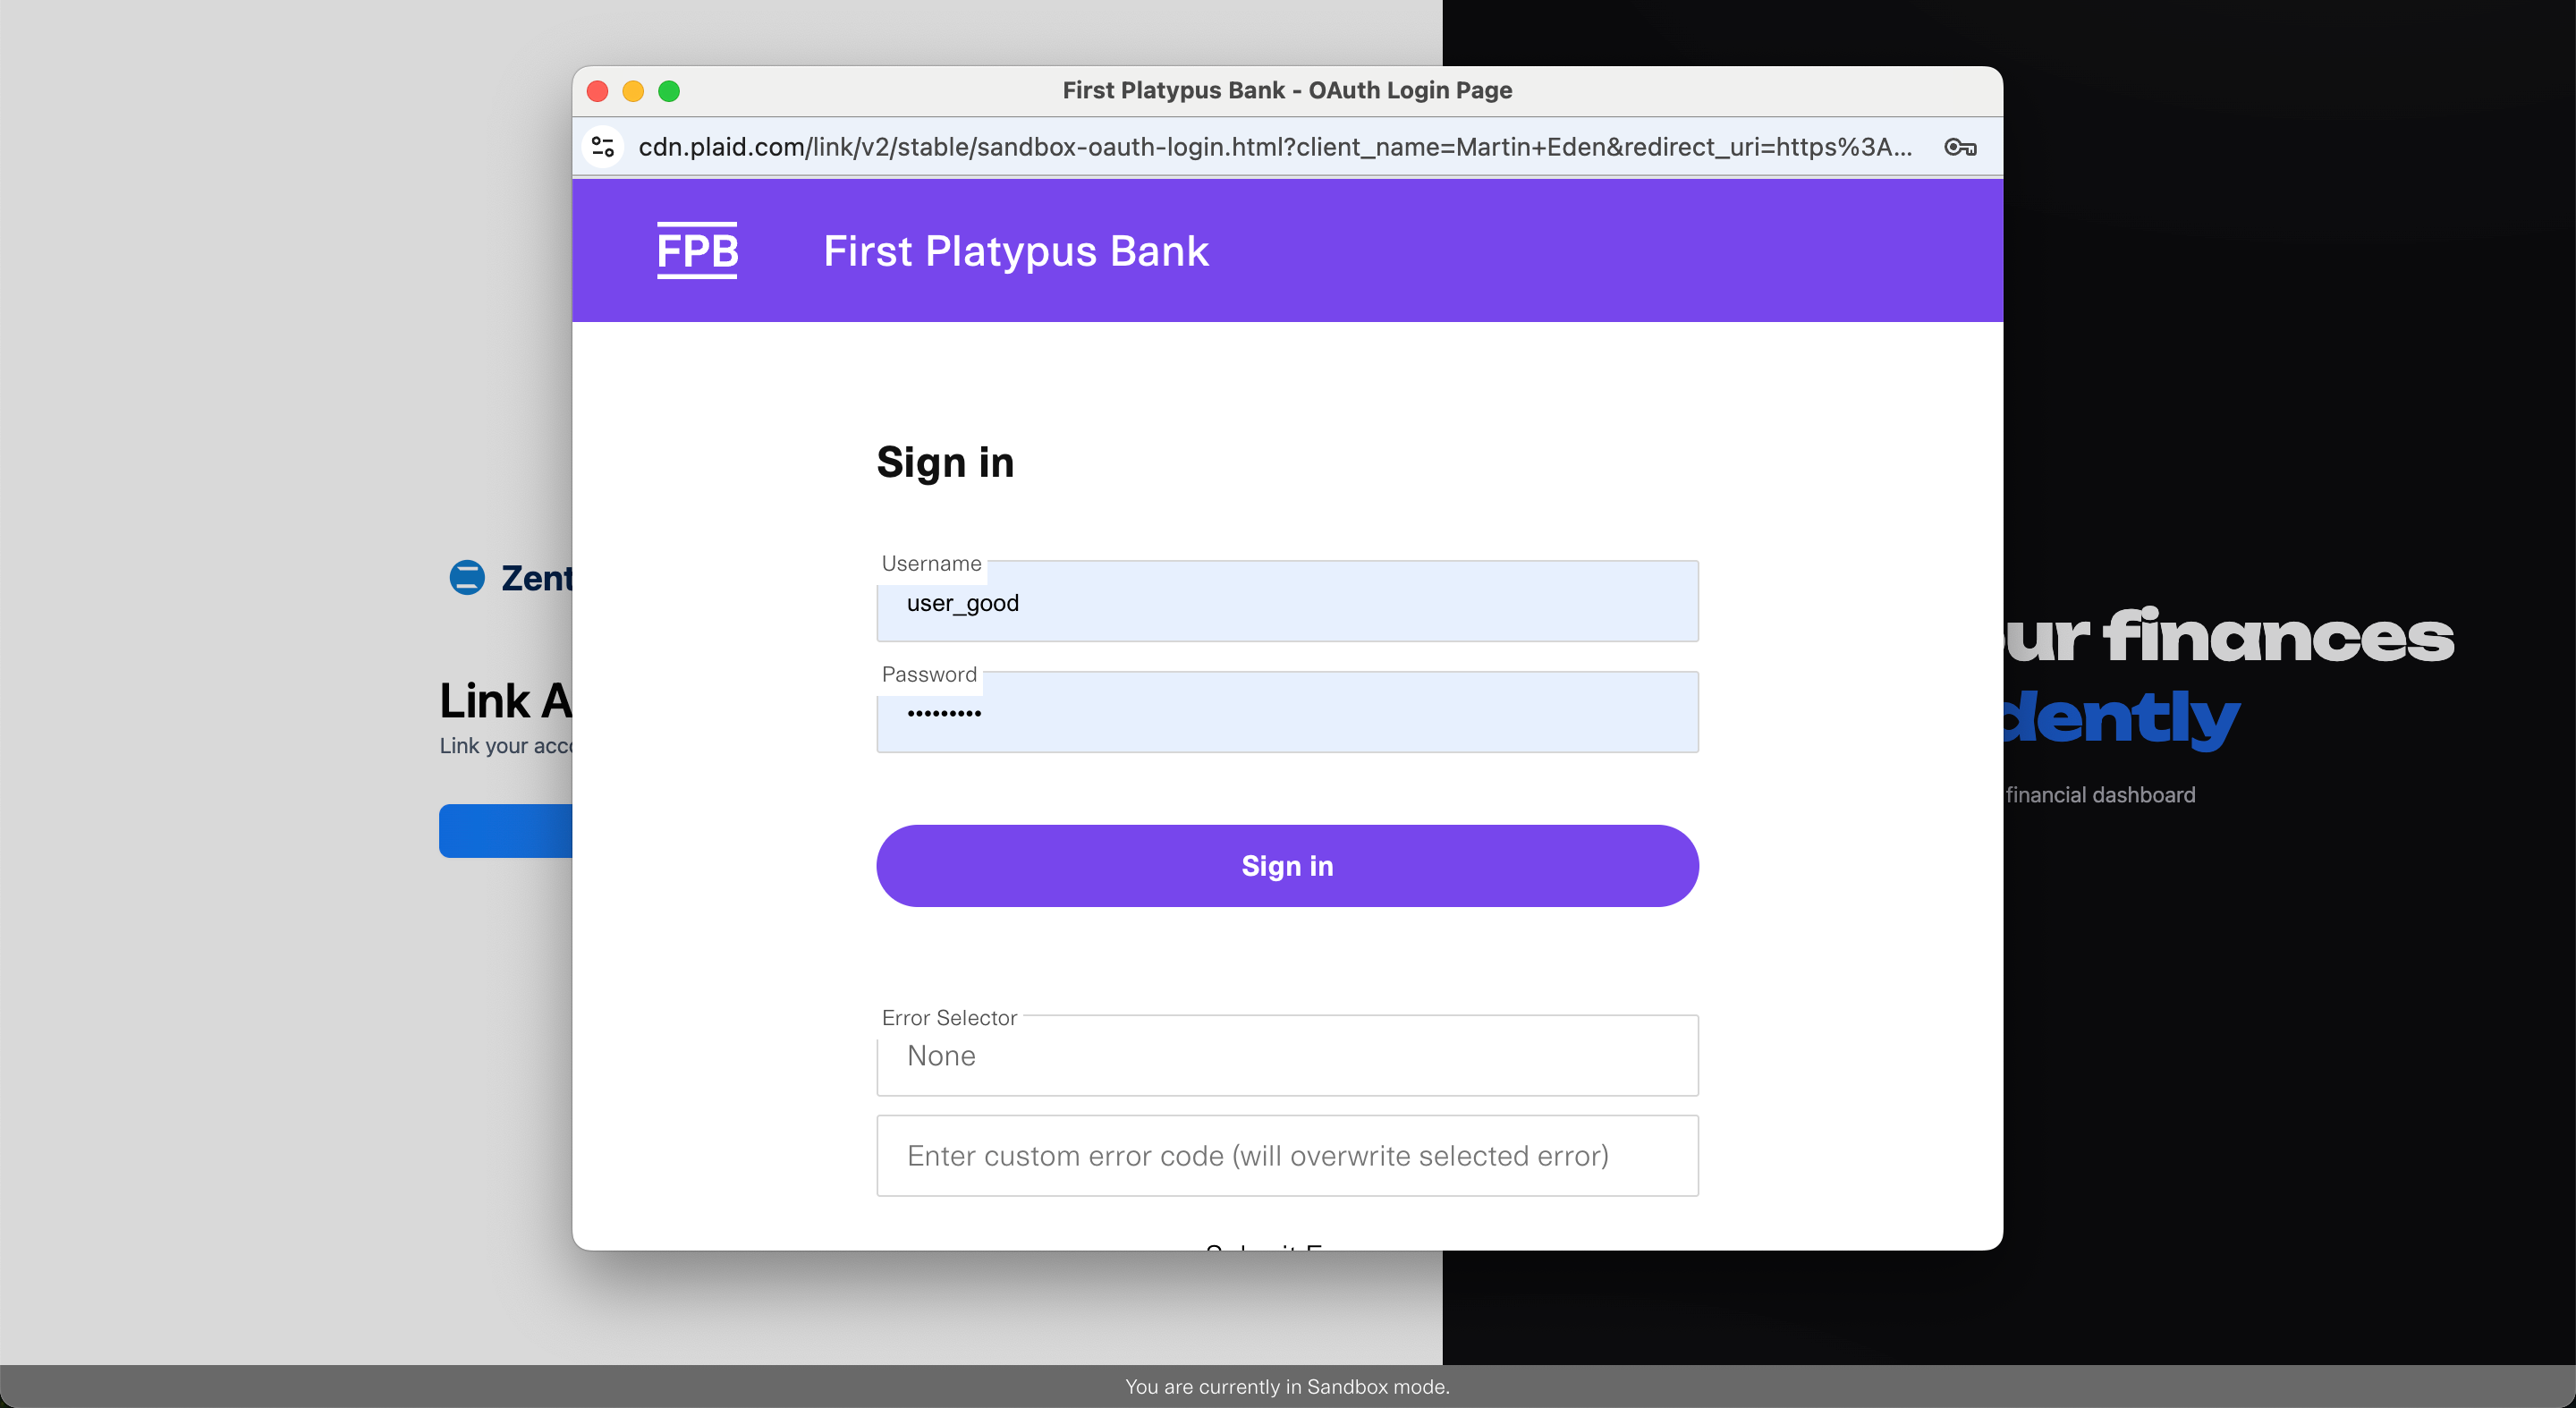 First Platypus Bank - OAuth Login Page
cdn.plaid.com/link/v2/stable/sandbox-oauth-login.html?client_name=Martin+Eden&redirect_uri=https%3A...
FPB
First Platypus Bank
Sign in
Username
user_good
Password
•••••••••
Sign in
Error Selector
None
Enter custom error code (will overwrite selected error)
Zent
Link A
Link your acc
ur finances
dently
financial dashboard
You are currently in Sandbox mode.